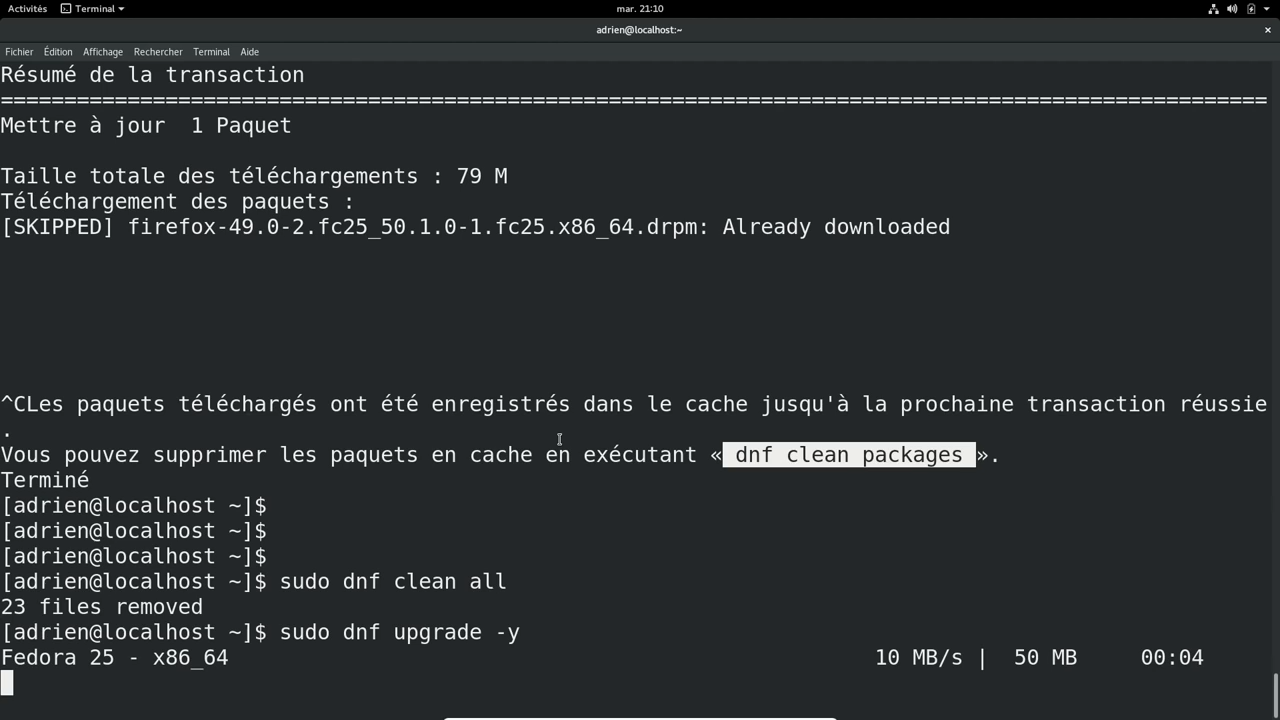 Activités Terminal mar. 21:10
adrien@localhost:~ ×
Fichier Édition Affichage Rechercher Terminal Aide
Résumé de la transaction
====================================================================================================
Mettre à jour  1 Paquet
Taille totale des téléchargements : 79 M
Téléchargement des paquets :
[SKIPPED] firefox-49.0-2.fc25_50.1.0-1.fc25.x86_64.drpm: Already downloaded
^CLes paquets téléchargés ont été enregistrés dans le cache jusqu'à la prochaine transaction réussie
.
Vous pouvez supprimer les paquets en cache en exécutant « dnf clean packages ».
Terminé
[adrien@localhost ~]$
[adrien@localhost ~]$
[adrien@localhost ~]$
[adrien@localhost ~]$ sudo dnf clean all
23 files removed
[adrien@localhost ~]$ sudo dnf upgrade -y
Fedora 25 - x86_64 10 MB/s |  50 MB     00:04